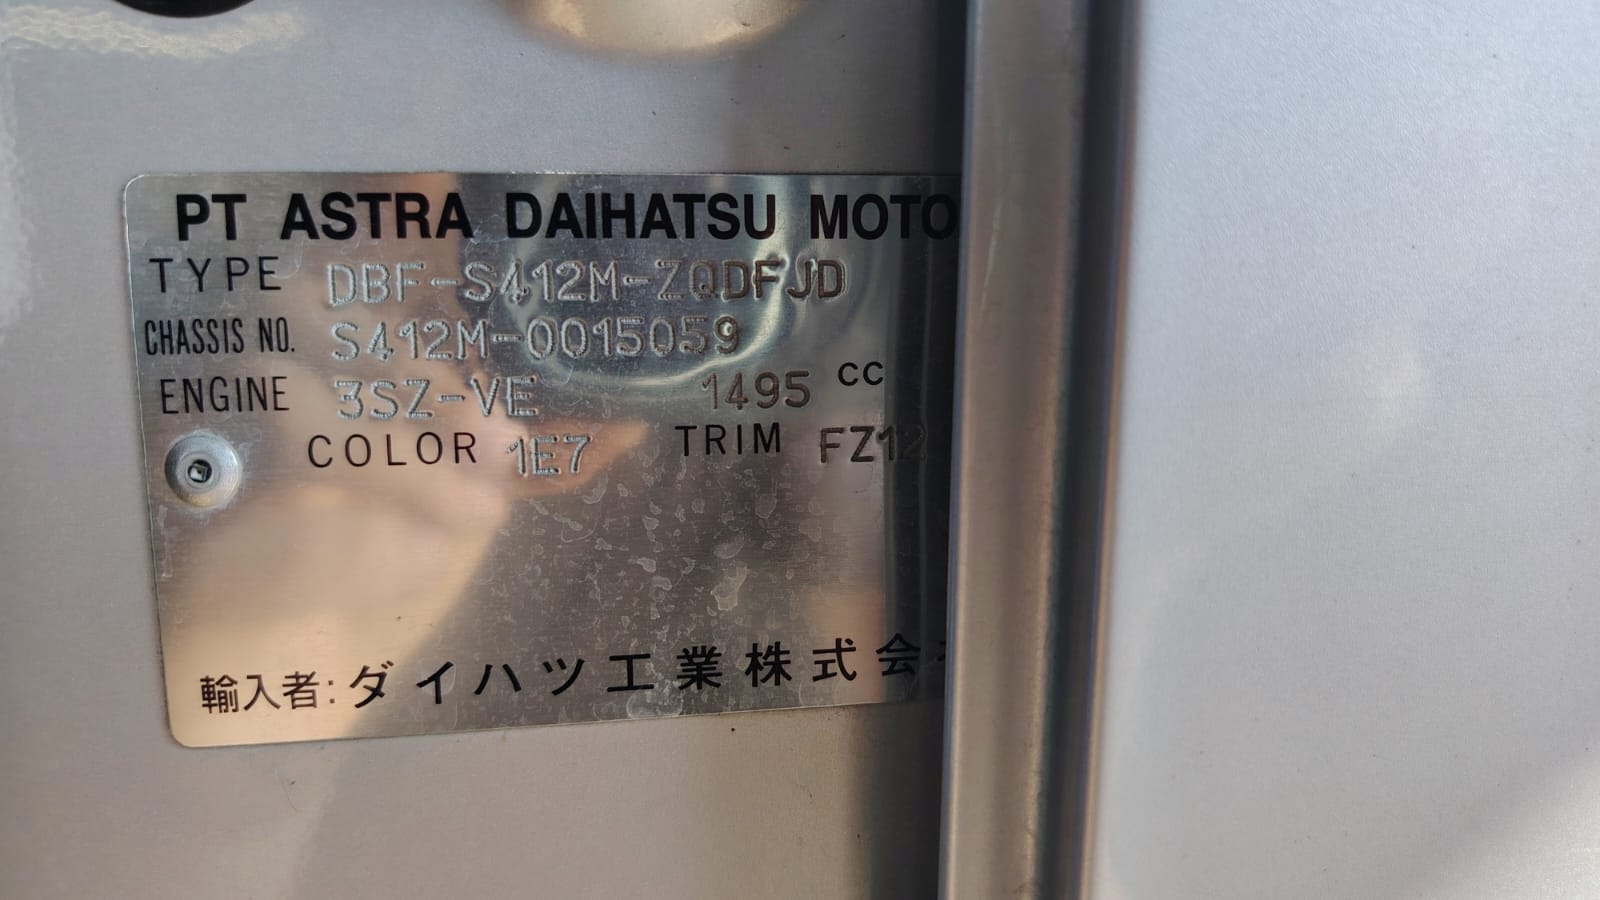 PT ASTRA DAIHATSU MOTO
TYPE DBF-S412M-ZQDFJD
CHASSIS NO. S412M-0015059
ENGINE 3SZ-VE 1495 CC
COLOR 1E7 TRIM FZ12
輸入者: ダイハツ工業株式会